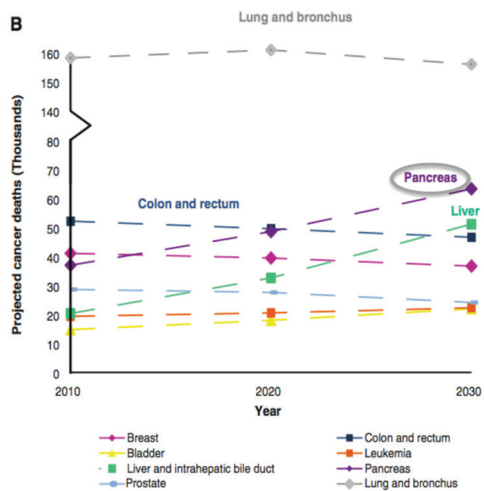 B
Lung and bronchus
160
150
140
80
70
60
50
40
30
20
10
0
Projected cancer deaths (Thousands)
Pancreas
Colon and rectum
Liver
2010 2020 2030
Year
Breast Colon and rectum
Bladder Leukemia
Liver and intrahepatic bile duct Pancreas
Prostate Lung and bronchus